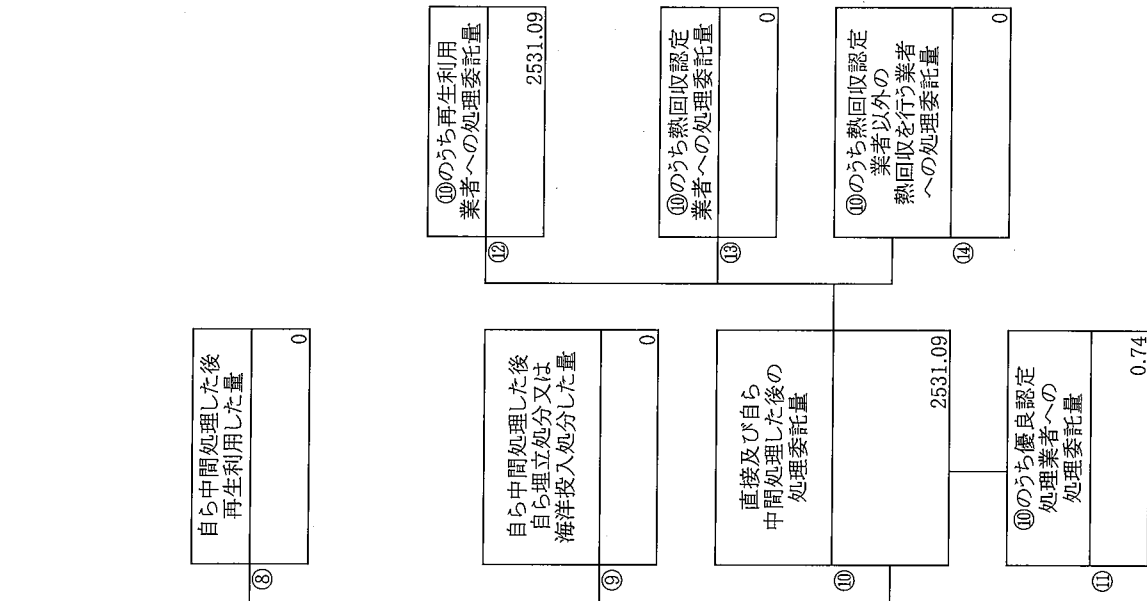 ⑧
自ら中間処理した後
再生利用した量
0
⑨
自ら中間処理した後
自ら埋立処分又は
海洋投入処分した量
0
⑩
直接及び自ら
中間処理した後の
処理委託量
2531.09
⑪
⑩のうち優良認定
処理業者への
処理委託量
0.74
⑫
⑩のうち再生利用
業者への処理委託量
2531.09
⑬
⑩のうち熱回収認定
業者への処理委託量
0
⑭
⑩のうち熱回収認定
業者以外の
熱回収を行う業者
への処理委託量
0